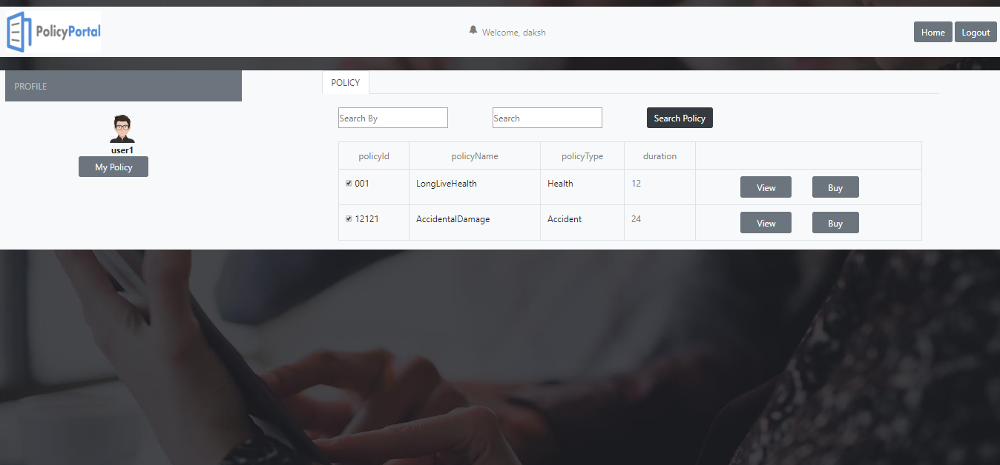 PolicyPortal
Welcome, daksh
Home Logout
PROFILE
user1
My Policy
POLICY
Search By Search Search Policy
policyId policyName policyType duration
001 LongLiveHealth Health 12 View Buy
12121 AccidentalDamage Accident 24 View Buy